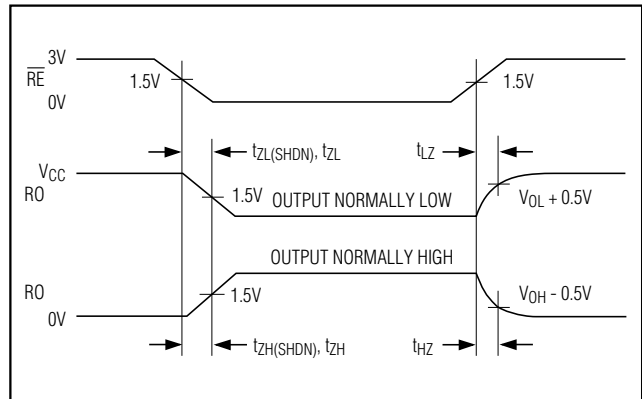 3V
RE
1.5V
1.5V
0V
tZL(SHDN), tZL
tLZ
VCC
RO
1.5V
OUTPUT NORMALLY LOW
VOL + 0.5V
OUTPUT NORMALLY HIGH
RO
1.5V
VOH - 0.5V
0V
tZH(SHDN), tZH
tHZ